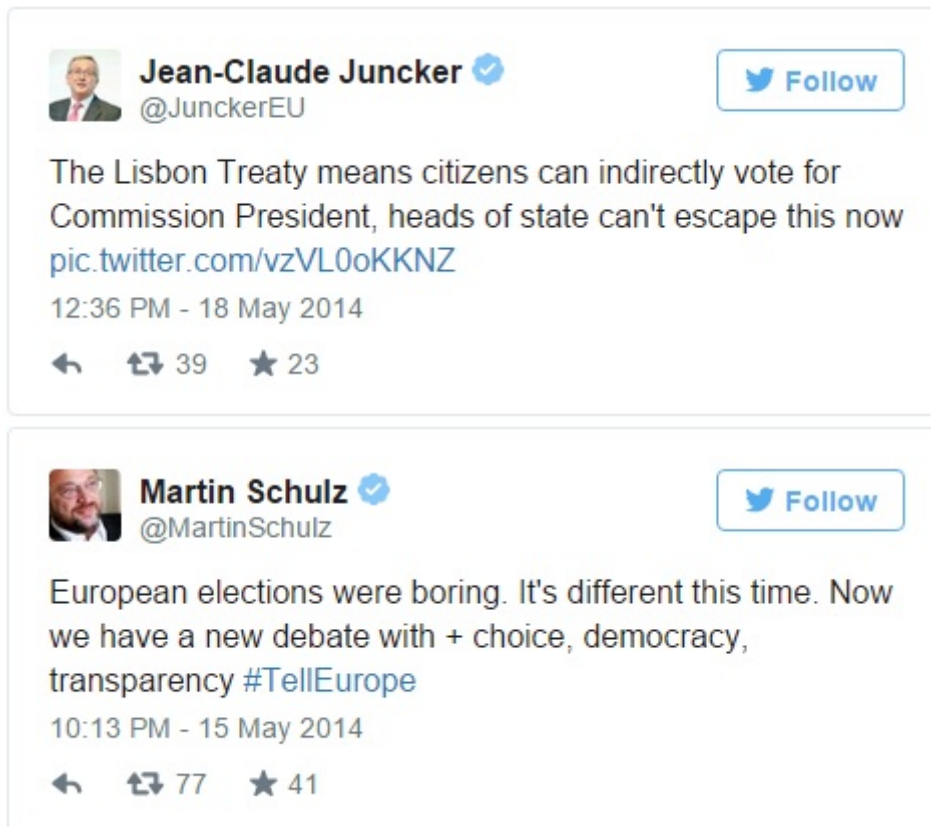 Jean-Claude Juncker
Follow
@JunckerEU
The Lisbon Treaty means citizens can indirectly vote for
Commission President, heads of state can't escape this now
pic.twitter.com/vzVL0oKKNZ
12:36 PM - 18 May 2014
39 23
Martin Schulz
Follow
@MartinSchulz
European elections were boring. It's different this time. Now
we have a new debate with + choice, democracy,
transparency #TellEurope
10:13 PM - 15 May 2014
77 41